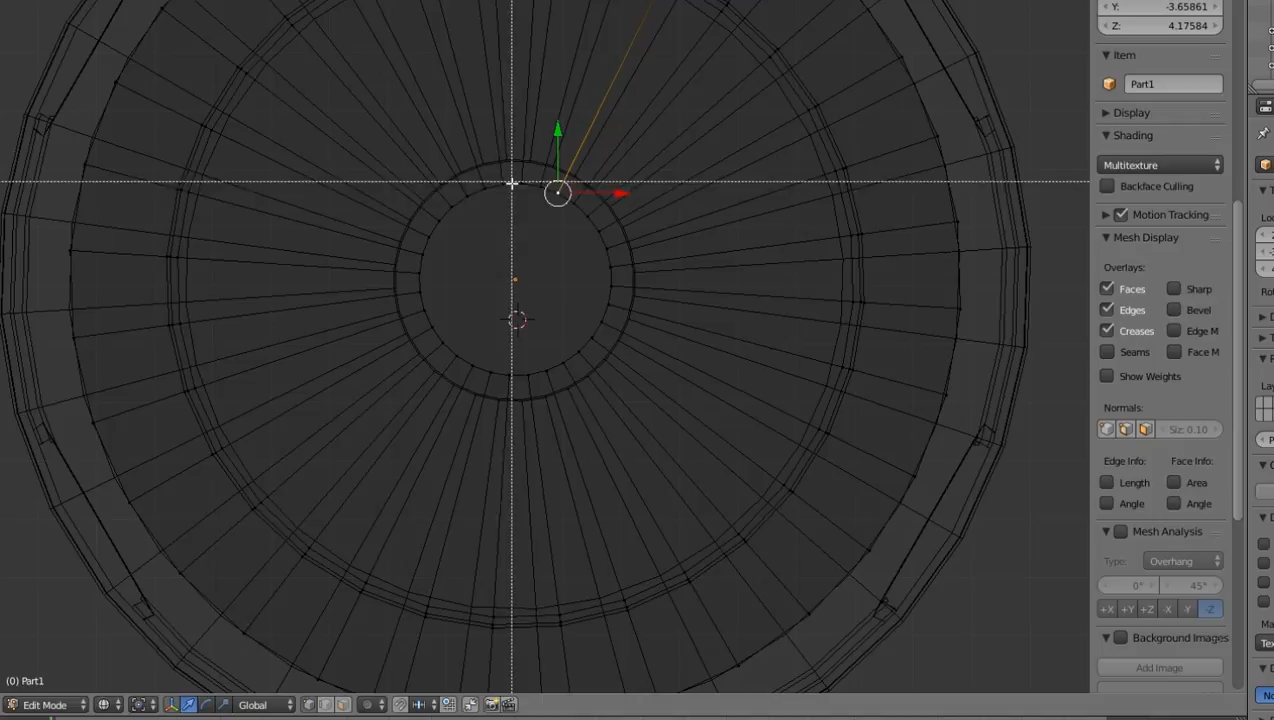 Y: -3.65861
Z: 4.17584
Item
Part1
Display
Shading
Multitexture
Backface Culling
Motion Tracking
Mesh Display
Overlays:
Faces Sharp
Edges Bevel
Creases Edge M
Seams Face M
Show Weights
Normals:
Siz: 0.10
Edge Info: Face Info:
Length Area
Angle Angle
Mesh Analysis
Type: Overhang
0° 45°
+X +Y +Z -X -Y -Z
Background Images
Add Image
(0) Part1
Edit Mode Global